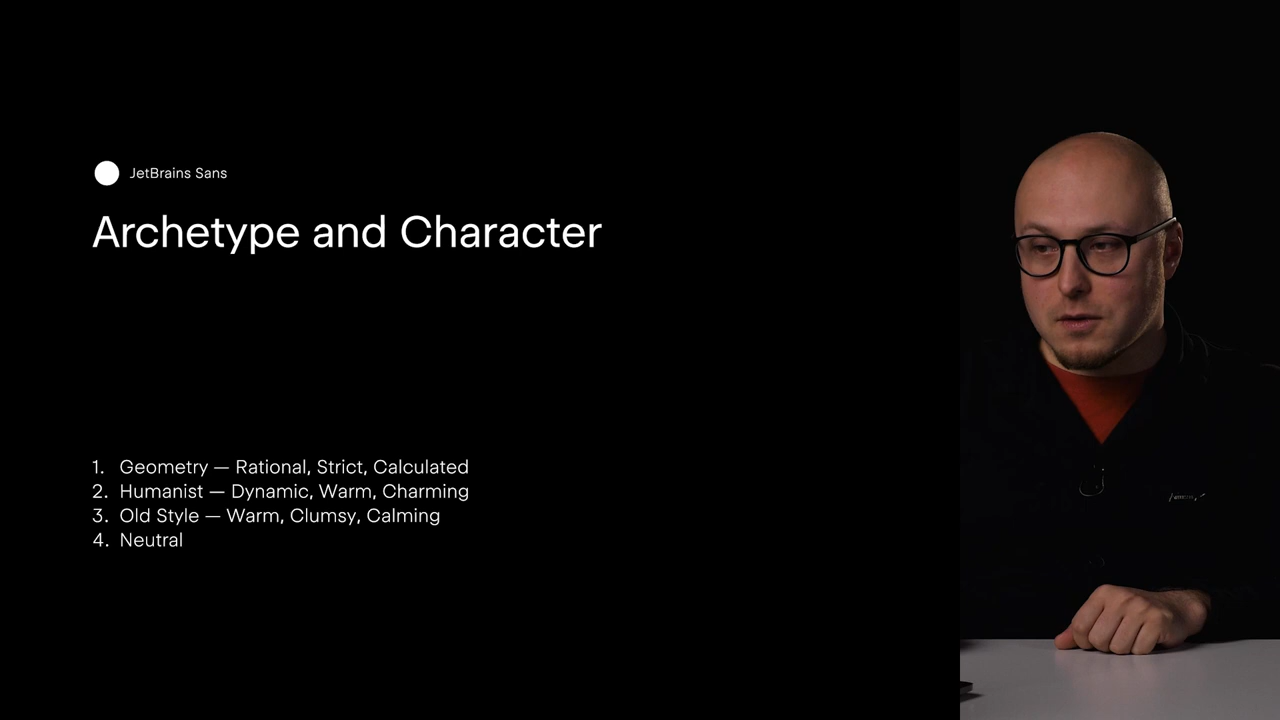 JetBrains Sans
Archetype and Character
1. Geometry — Rational, Strict, Calculated
2. Humanist — Dynamic, Warm, Charming
3. Old Style — Warm, Clumsy, Calming
4. Neutral